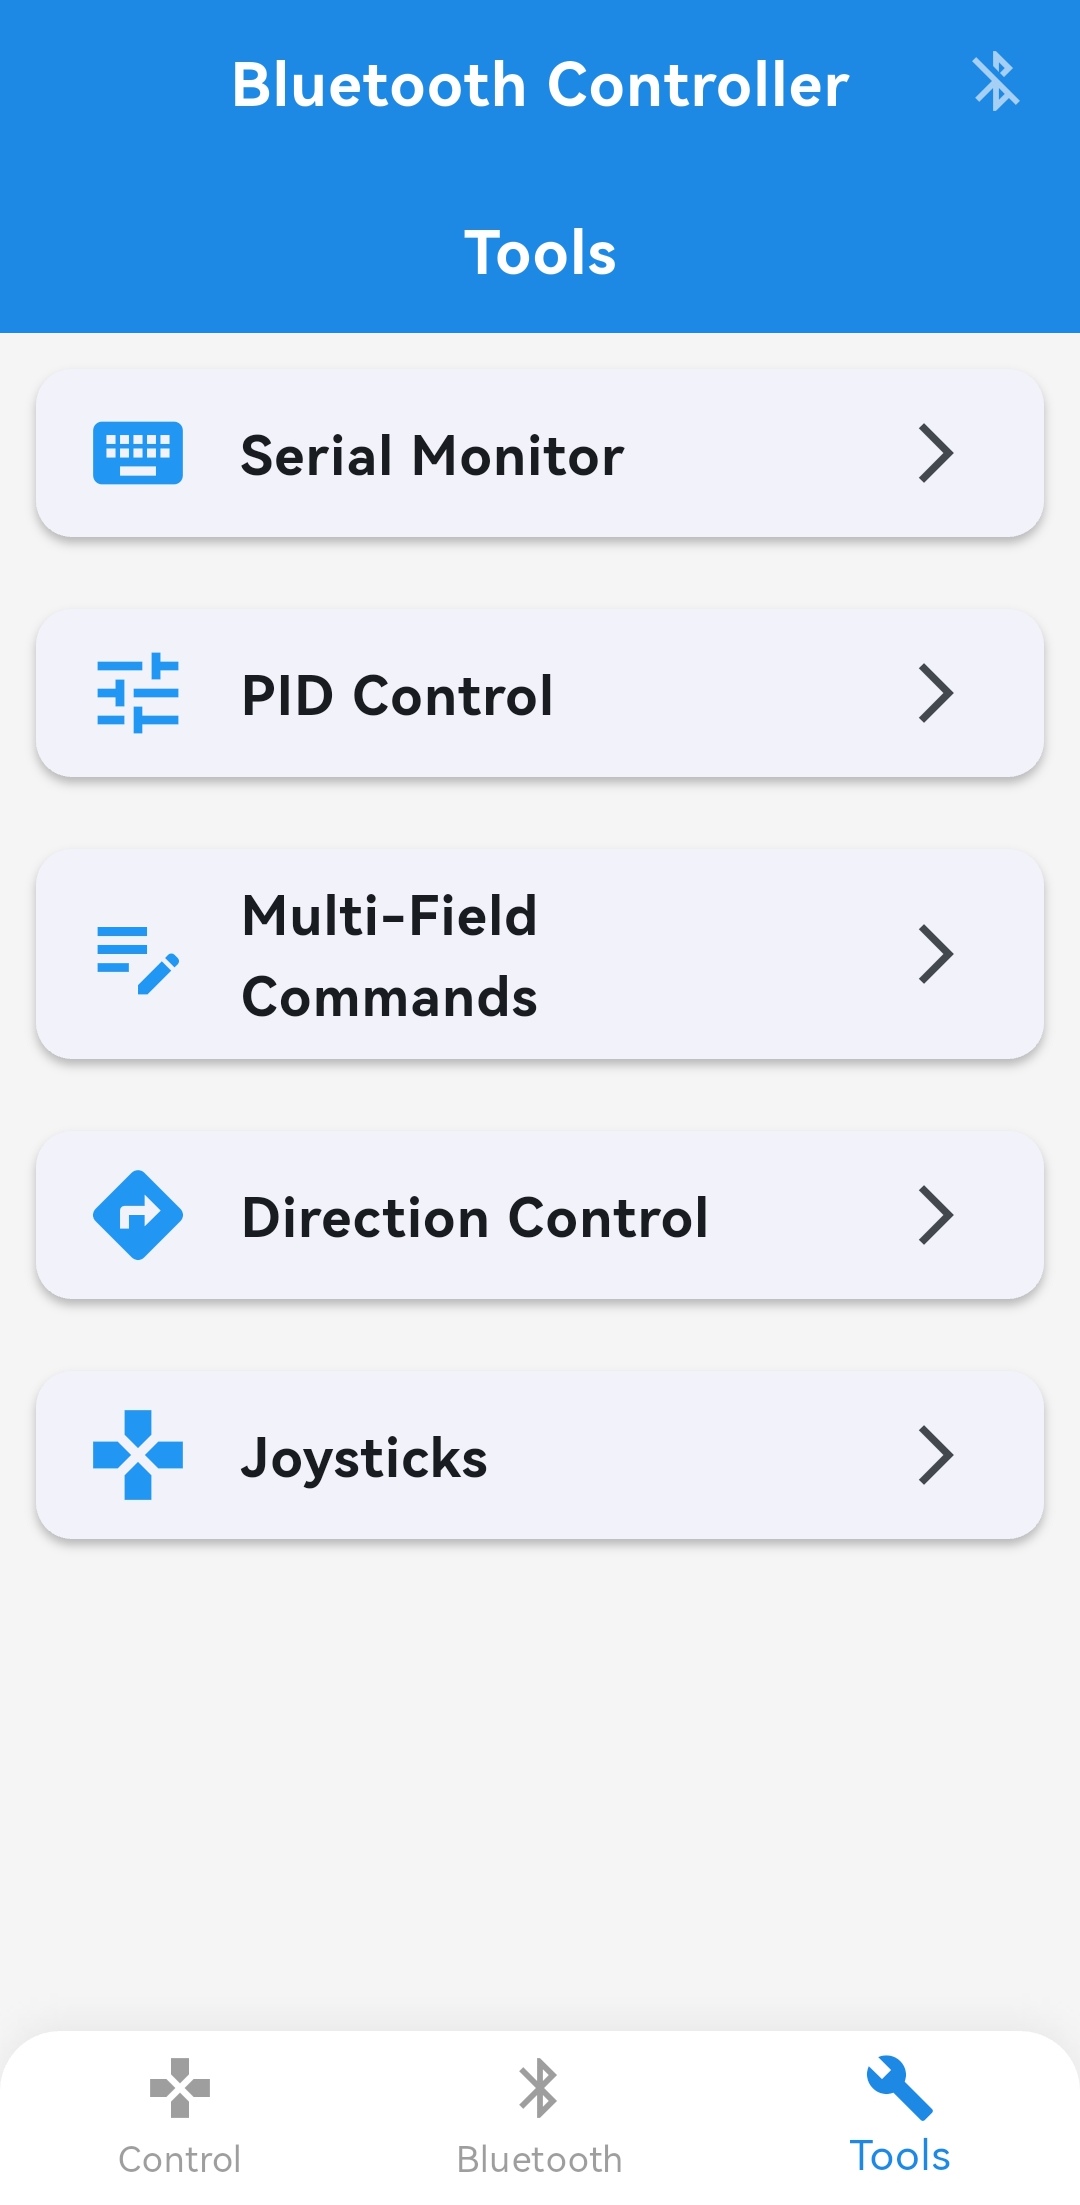 Bluetooth Controller
Tools
Serial Monitor
PID Control
Multi-Field
Commands
Direction Control
Joysticks
Control
Bluetooth
Tools